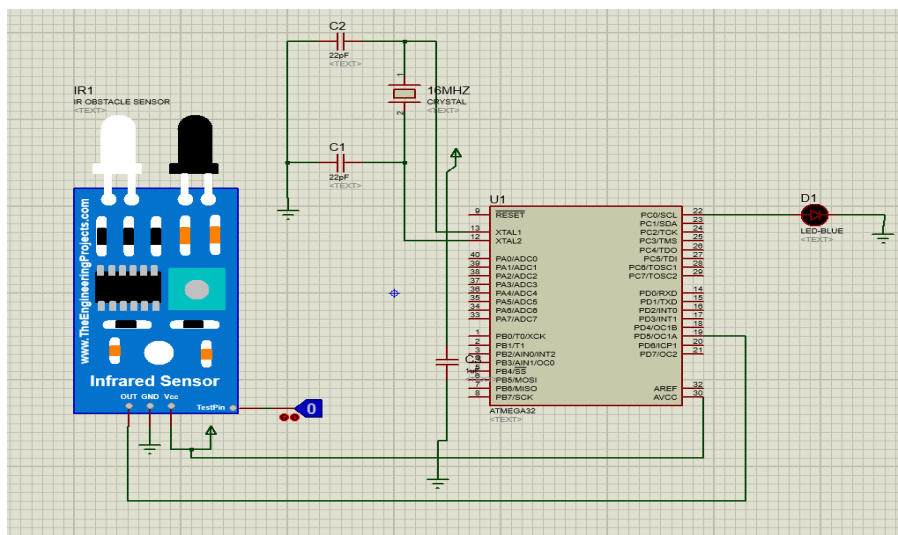 C2
22pF
<TEXT>
IR1
IR OBSTACLE SENSOR
<TEXT>
1
16MHZ
CRYSTAL
<TEXT>
2
C1
22pF
<TEXT>
www.TheEngineeringProjects.com
Infrared Sensor
OUT GND Vcc
TestPin
0
U1
9 RESET
13 XTAL1
12 XTAL2
40 PA0/ADC0
39 PA1/ADC1
38 PA2/ADC2
37 PA3/ADC3
36 PA4/ADC4
35 PA5/ADC5
34 PA6/ADC6
33 PA7/ADC7
1 PB0/T0/XCK
2 PB1/T1
3 PB2/AIN0/INT2
PB3/AIN1/OC0
PB4/SS
PB5/MOSI
7 PB6/MISO
8 PB7/SCK
PC0/SCL 22
PC1/SDA 23
PC2/TCK 24
PC3/TMS 25
PC4/TDO 26
PC5/TDI 27
PC6/TOSC1 28
PC7/TOSC2 29
PD0/RXD 14
PD1/TXD 15
PD2/INT0 16
PD3/INT1 17
PD4/OC1B 18
PD5/OC1A 19
PD6/ICP1 20
PD7/OC2 21
AREF 32
AVCC 30
ATMEGA32
<TEXT>
D1
LED-BLUE
<TEXT>